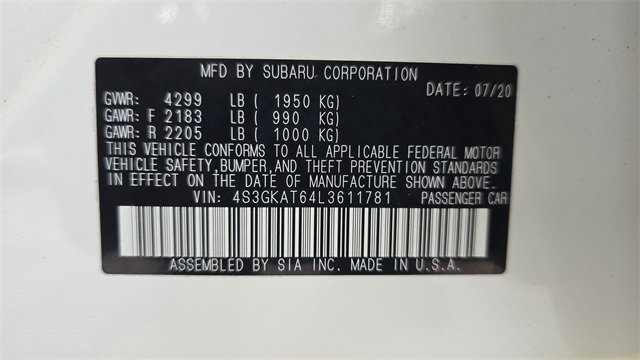 MFD BY SUBARU CORPORATION
DATE: 07/20
GVWR: 4299 LB ( 1950 KG)
GAWR: F 2183 LB ( 990 KG)
GAWR: R 2205 LB ( 1000 KG)
THIS VEHICLE CONFORMS TO ALL APPLICABLE FEDERAL MOTOR
VEHICLE SAFETY,BUMPER,AND THEFT PREVENTION STANDARDS
IN EFFECT ON THE DATE OF MANUFACTURE SHOWN ABOVE.
VIN: 4S3GKAT64L3611781 PASSENGER CAR
ASSEMBLED BY SIA INC. MADE IN U.S.A.